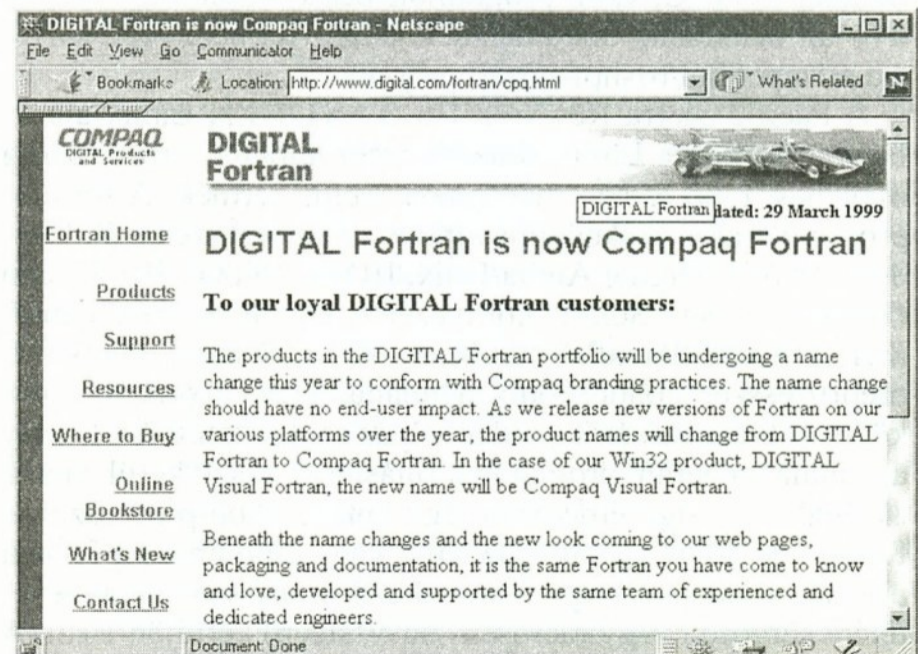 DIGITAL Fortran is now Compaq Fortran - Netscape
File Edit View Go Communicator Help
Bookmarks Location: http://www.digital.com/fortran/cpq.html What's Related N
COMPAQ
DIGITAL Products
and Services
DIGITAL
Fortran
DIGITAL Fortran dated: 29 March 1999
Fortran Home
Products
Support
Resources
Where to Buy
Online
Bookstore
What's New
Contact Us
DIGITAL Fortran is now Compaq Fortran
To our loyal DIGITAL Fortran customers:
The products in the DIGITAL Fortran portfolio will be undergoing a name
change this year to conform with Compaq branding practices. The name change
should have no end-user impact. As we release new versions of Fortran on our
various platforms over the year, the product names will change from DIGITAL
Fortran to Compaq Fortran. In the case of our Win32 product, DIGITAL
Visual Fortran, the new name will be Compaq Visual Fortran.
Beneath the name changes and the new look coming to our web pages,
packaging and documentation, it is the same Fortran you have come to know
and love, developed and supported by the same team of experienced and
dedicated engineers.
Document: Done